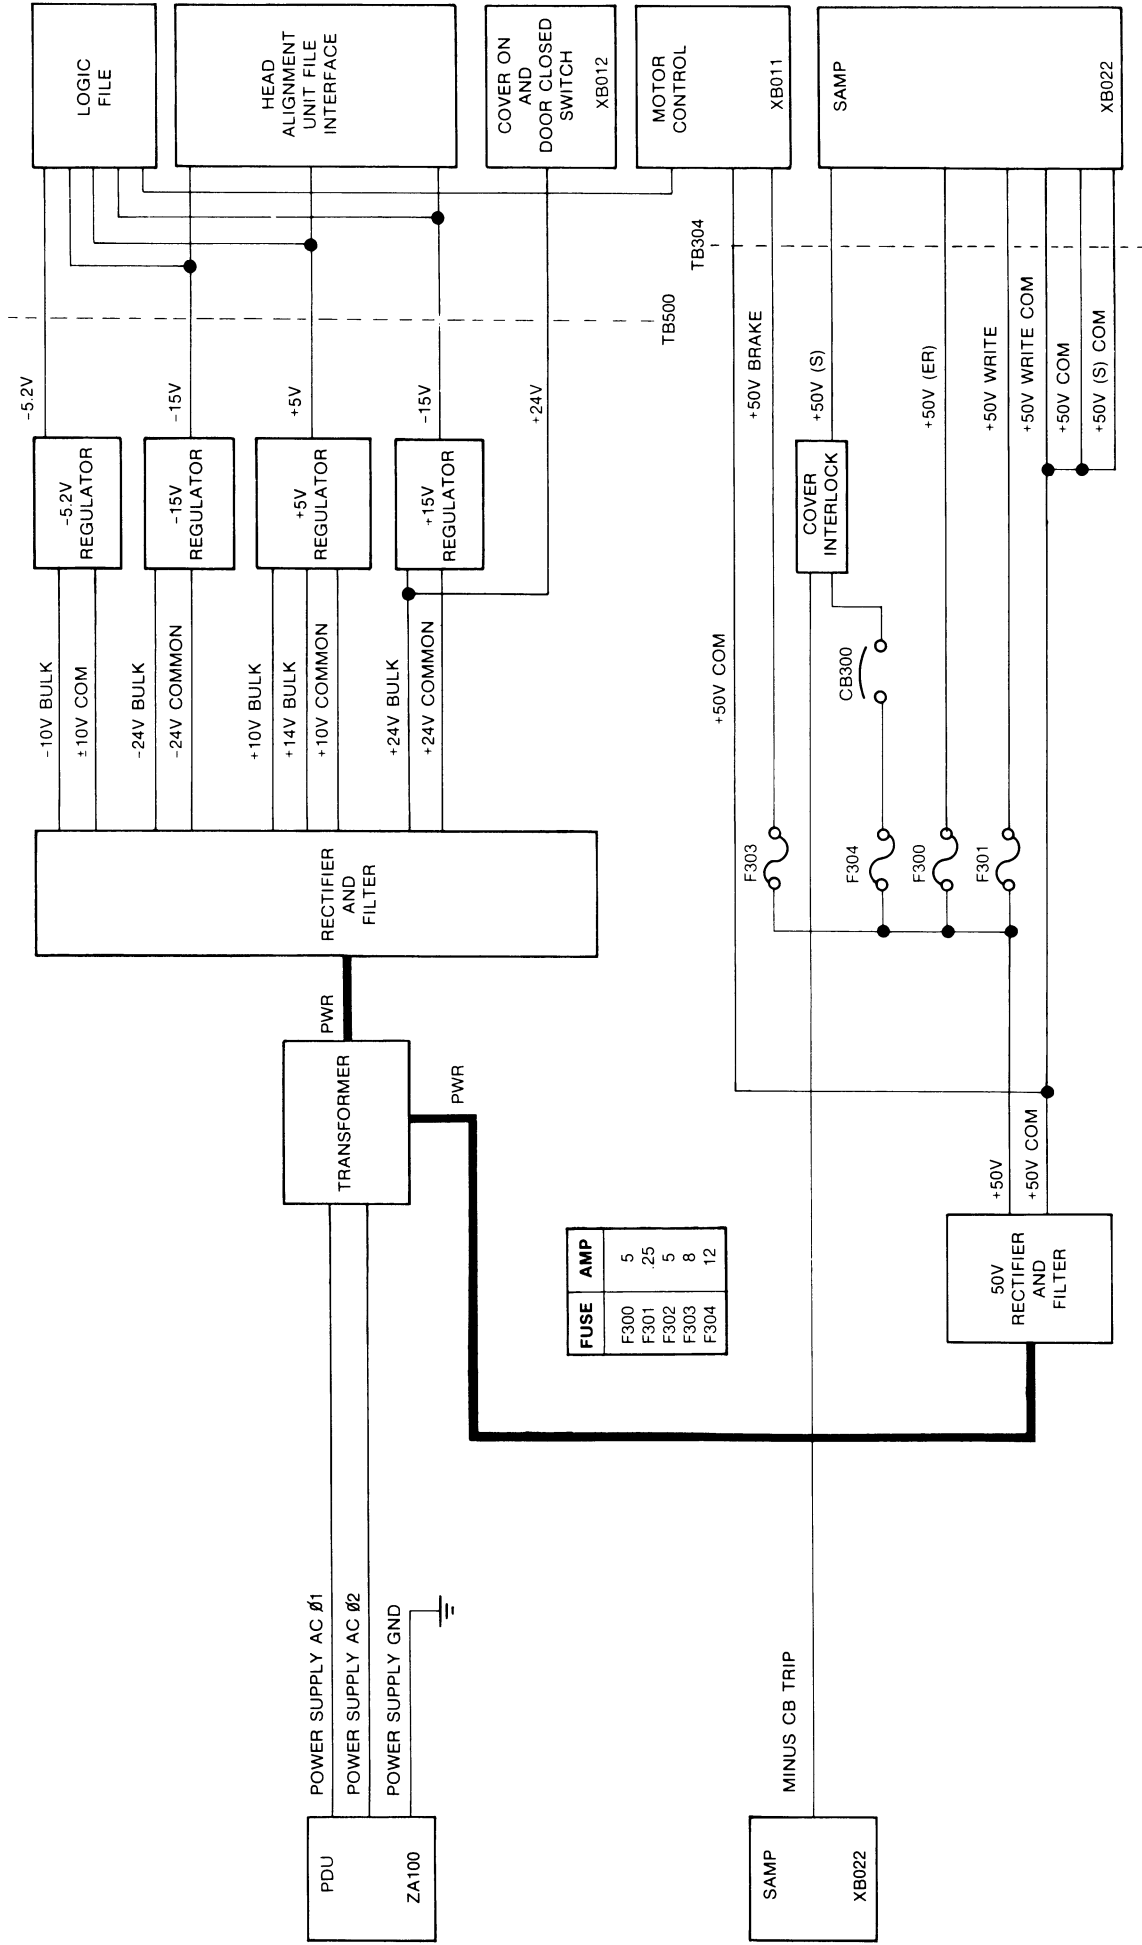 PDU
ZA100
POWER SUPPLY AC Ø1
POWER SUPPLY AC Ø2
POWER SUPPLY GND
SAMP
XB022
MINUS CB TRIP
TRANSFORMER
PWR
PWR
RECTIFIER
AND
FILTER
50V
RECTIFIER
AND
FILTER
FUSE AMP
F300 5
F301 .25
F302 5
F303 8
F304 12
-10V BULK
±10V COM
-24V BULK
-24V COMMON
+10V BULK
+14V BULK
+10V COMMON
+24V BULK
+24V COMMON
-5.2V
REGULATOR
-15V
REGULATOR
+5V
REGULATOR
+15V
REGULATOR
-5.2V
-15V
+5V
-15V
+24V
TB500
LOGIC
FILE
HEAD
ALIGNMENT
UNIT FILE
INTERFACE
COVER ON
AND
DOOR CLOSED
SWITCH
XB012
MOTOR
CONTROL
XB011
SAMP
XB022
+50V
+50V COM
+50V COM
F303
F304
F300
F301
CB300
COVER
INTERLOCK
+50V BRAKE
+50V (S)
+50V (ER)
+50V WRITE
+50V WRITE COM
+50V COM
+50V (S) COM
TB304